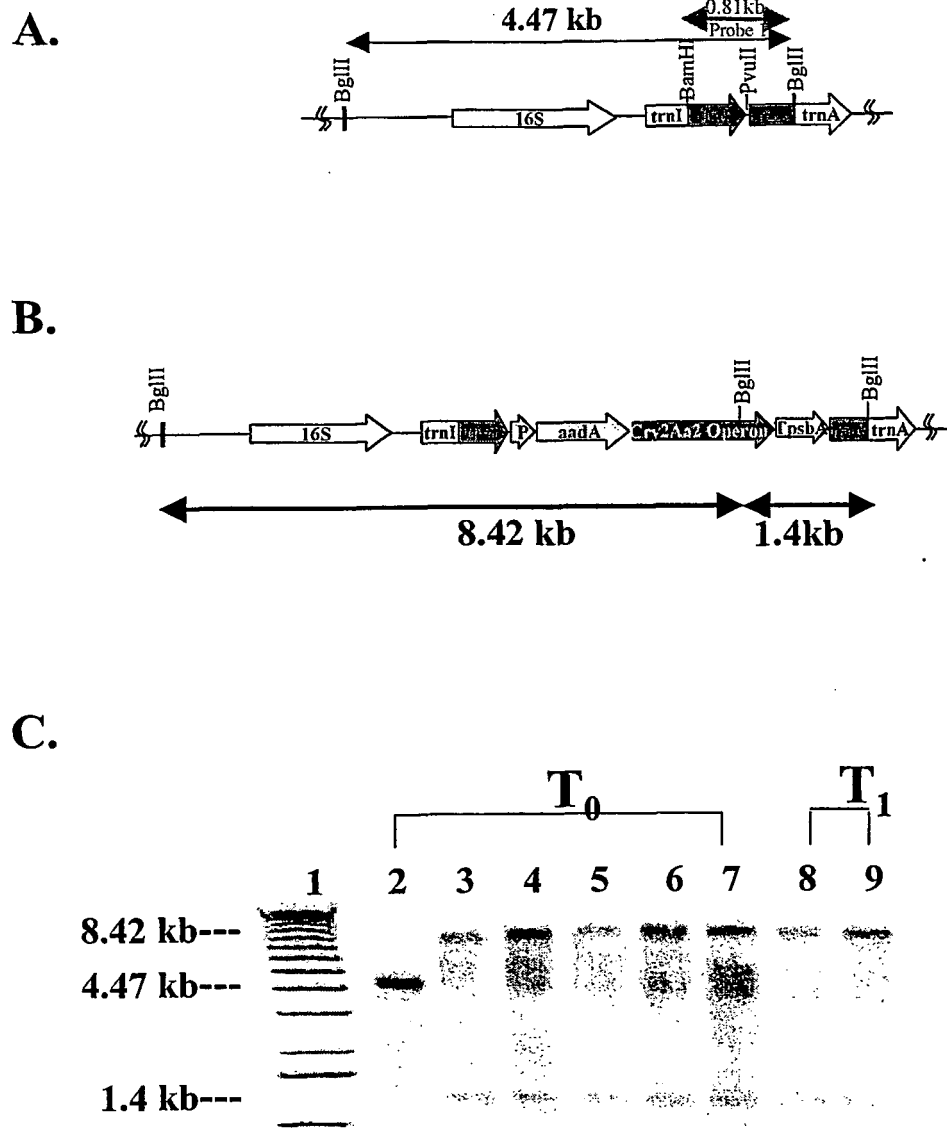 A.
4.47 kb
0.81kb
Probe P
BglII
BamHI
PvuII
BglII
16S
trnI
trnA
B.
BglII
BglII
BglII
16S
trnI
P
aadA
Cry2Aa2 Operon
TpsbA
trnA
8.42 kb
1.4kb
C.
T0
T1
1 2 3 4 5 6 7 8 9
8.42 kb---
4.47 kb---
1.4 kb---